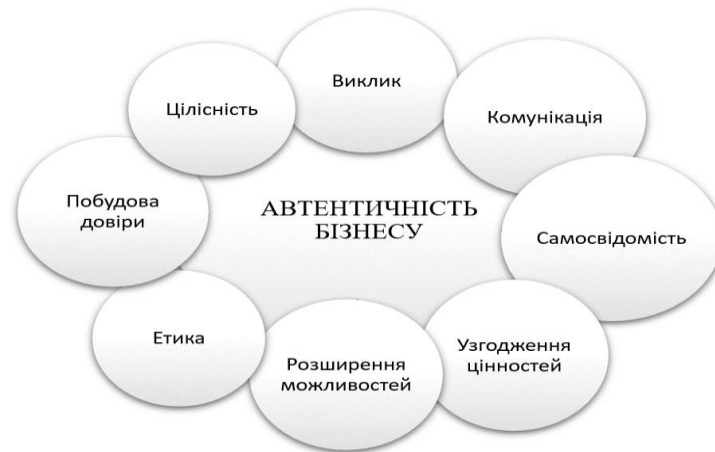 Виклик
Комунікація
Самосвідомість
Узгодження
цінностей
Розширення
можливостей
Етика
Побудова
довіри
Цілісність
АВТЕНТИЧНІСТЬ
БІЗНЕСУ